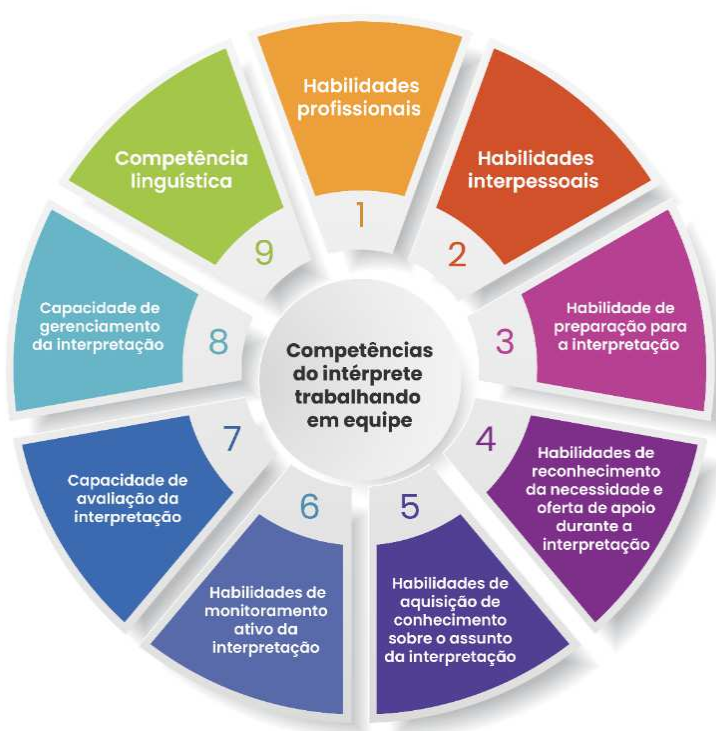 Competências
do intérprete
trabalhando
em equipe
Habilidades
profissionais
1
Habilidades
interpessoais
2
Habilidade de
preparação para
a interpretação
3
Habilidades de
reconhecimento
da necessidade e
oferta de apoio
durante a
interpretação
4
Habilidades de
aquisição de
conhecimento
sobre o assunto
da interpretação
5
Habilidades de
monitoramento
ativo da
interpretação
6
Capacidade de
avaliação da
interpretação
7
Capacidade de
gerenciamento
da interpretação
8
Competência
linguística
9